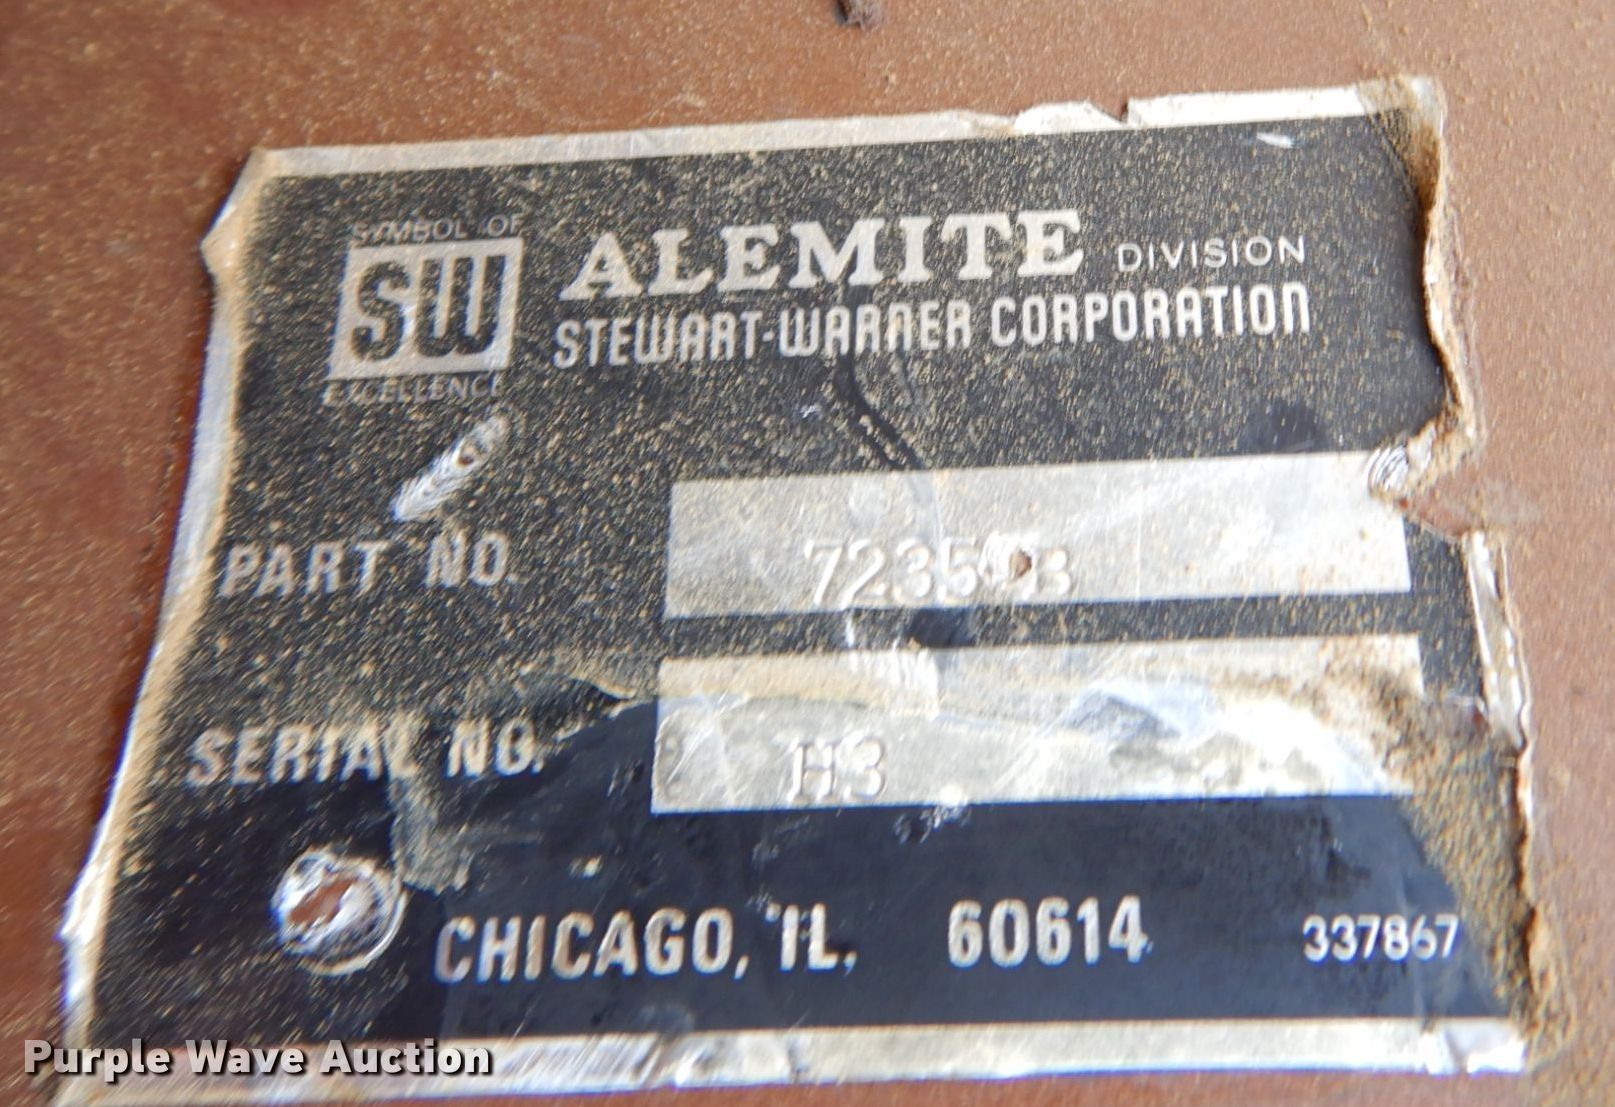 SYMBOL OF
SW
EXCELLENCE
ALEMITE DIVISION
STEWART-WARNER CORPORATION
PART NO.
SERIAL NO. H3
CHICAGO, IL, 60614 337867
Purple Wave Auction